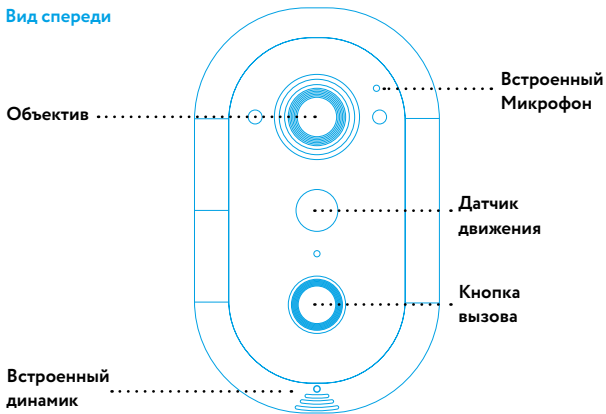 Вид спереди
Встроенный
Микрофон
Объектив
Датчик
движения
Кнопка
вызова
Встроенный
динамик